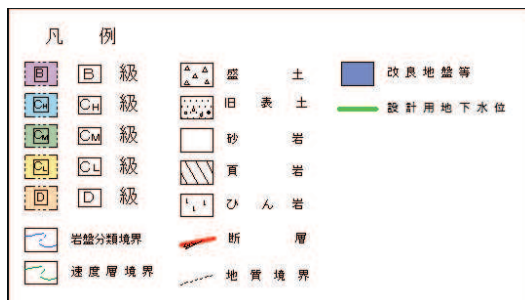 凡 例
B B 級
CH CH 級
CM CM 級
CL CL 級
D D 級
岩盤分類境界
速度層境界
盛 土
旧 表 土
砂 岩
頁 岩
ひ ん 岩
断 層
地 質 境 界
改 良 地 盤 等
設 計 用 地 下 水 位